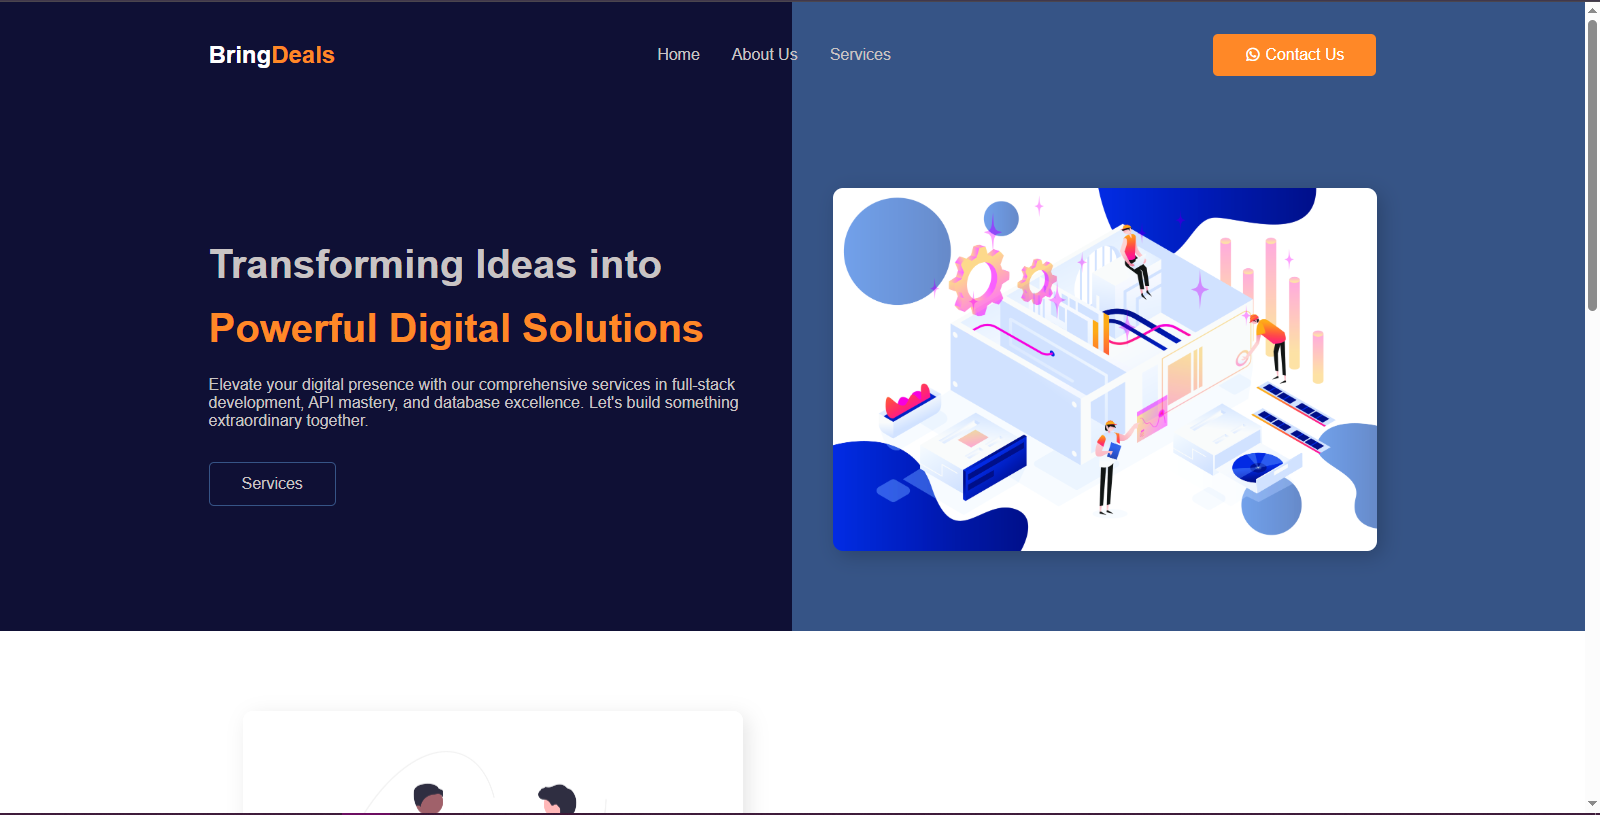 BringDeals
Home
About Us
Services
Contact Us
Transforming Ideas into
Powerful Digital Solutions
Elevate your digital presence with our comprehensive services in full-stack
development, API mastery, and database excellence. Let's build something
extraordinary together.
Services